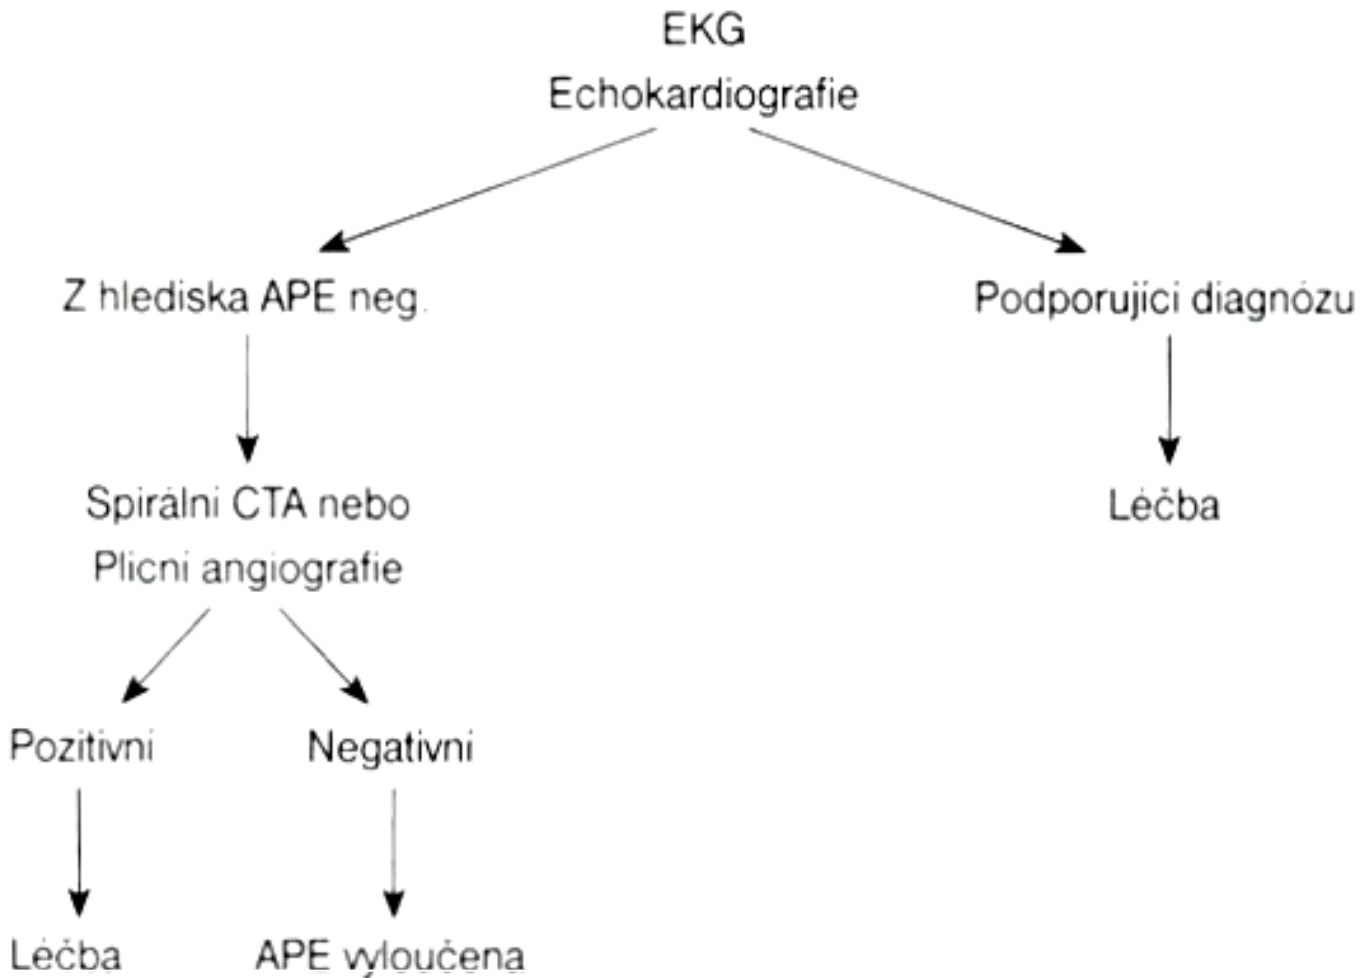 EKG
Echokardiografie
Z hlediska APE neg.
Podporující diagnózu
Spirální CTA nebo
Plicní angiografie
Léčba
Pozitivní
Negativní
Léčba
APE vyloučena